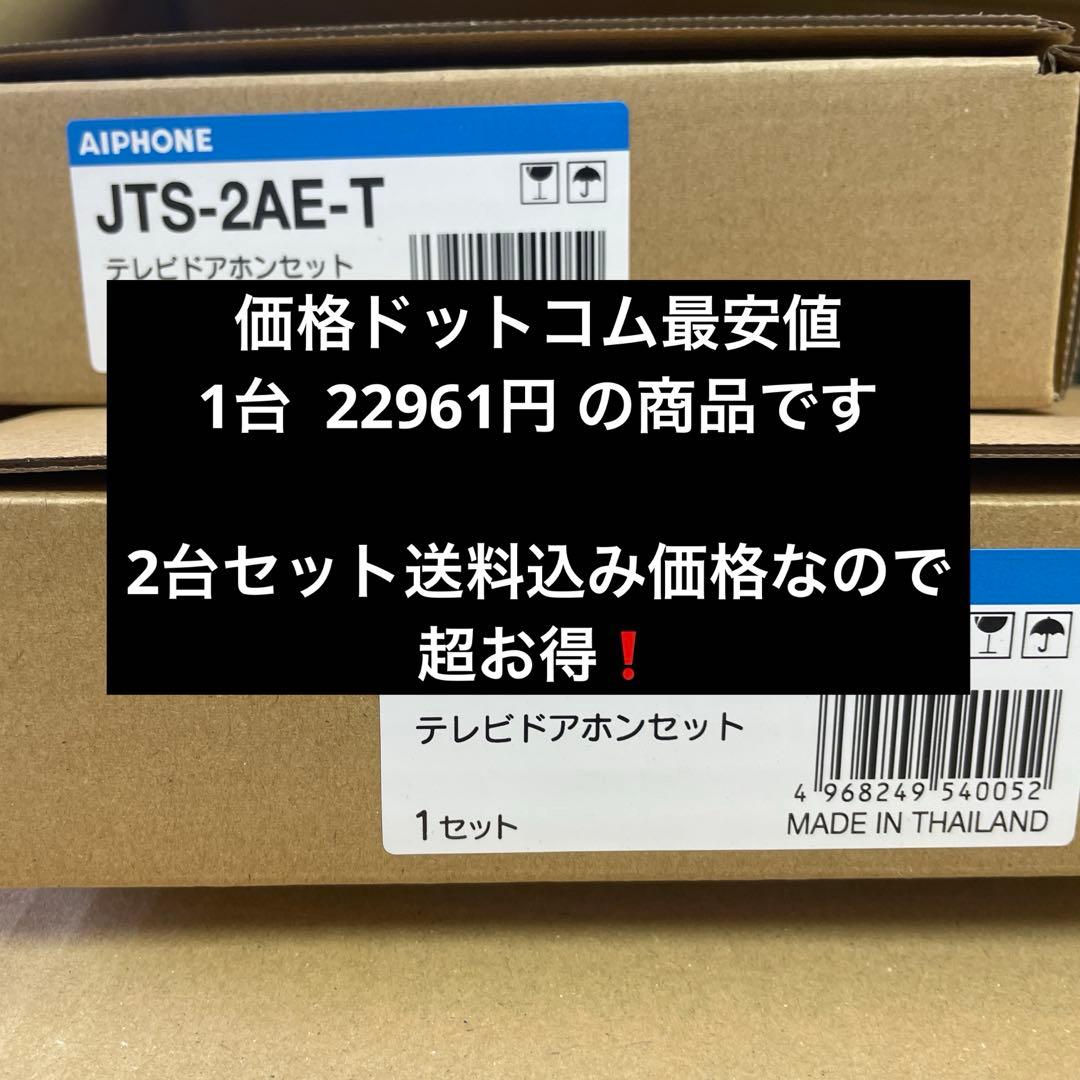 AIPHONE
JTS-2AE-T
テレビドアホンセット
価格ドットコム最安値
1台 22961円 の商品です
2台セット送料込み価格なので
超お得❗
テレビドアホンセット
4 968249 540052
1セット
MADE IN THAILAND